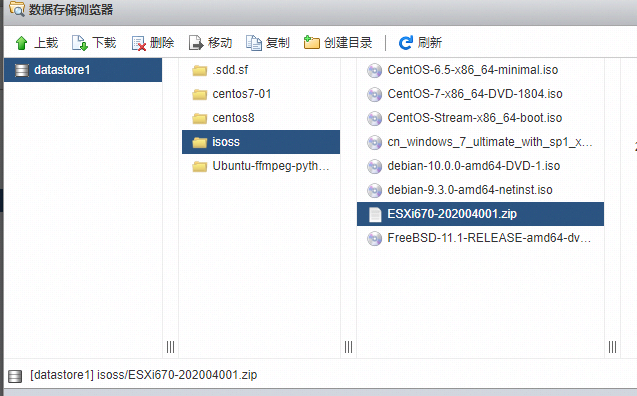 数据存储浏览器
上载 下载 删除 移动 复制 创建目录 刷新
datastore1
.sdd.sf
centos7-01
centos8
isoss
Ubuntu-ffmpeg-pyth...
CentOS-6.5-x86_64-minimal.iso
CentOS-7-x86_64-DVD-1804.iso
CentOS-Stream-x86_64-boot.iso
cn_windows_7_ultimate_with_sp1_x...
debian-10.0.0-amd64-DVD-1.iso
debian-9.3.0-amd64-netinst.iso
ESXi670-202004001.zip
FreeBSD-11.1-RELEASE-amd64-dv...
[datastore1] isoss/ESXi670-202004001.zip